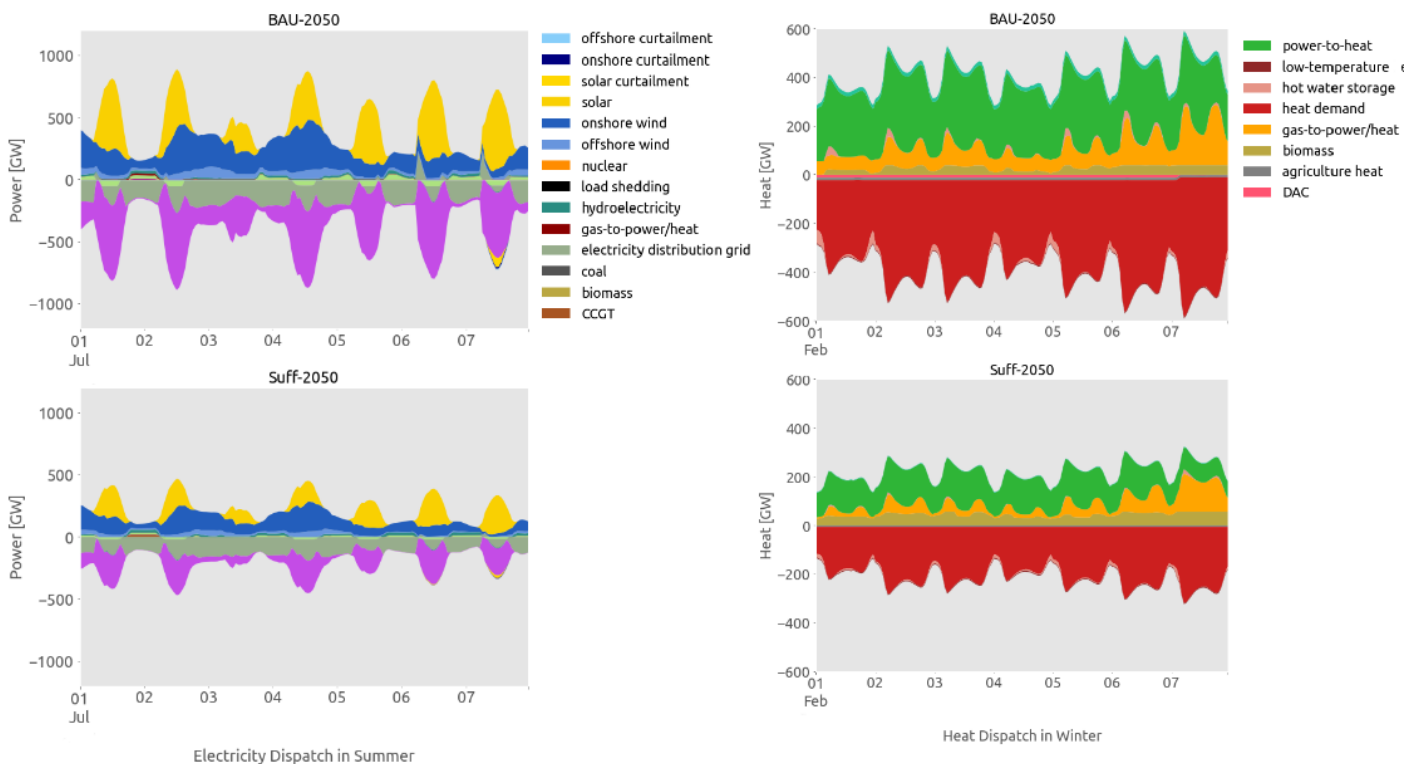 BAU-2050
Power [GW]
1000
500
0
−500
−1000
01 02 03 04 05 06 07
Jul
offshore curtailment
onshore curtailment
solar curtailment
solar
onshore wind
offshore wind
nuclear
load shedding
hydroelectricity
gas-to-power/heat
electricity distribution grid
coal
biomass
CCGT
BAU-2050
Heat [GW]
600
400
200
0
−200
−400
−600
01 02 03 04 05 06 07
Feb
power-to-heat
low-temperature e
hot water storage
heat demand
gas-to-power/heat
biomass
agriculture heat
DAC
Suff-2050
Power [GW]
1000
500
0
−500
−1000
01 02 03 04 05 06 07
Jul
Electricity Dispatch in Summer
Suff-2050
Heat [GW]
600
400
200
0
−200
−400
−600
01 02 03 04 05 06 07
Feb
Heat Dispatch in Winter